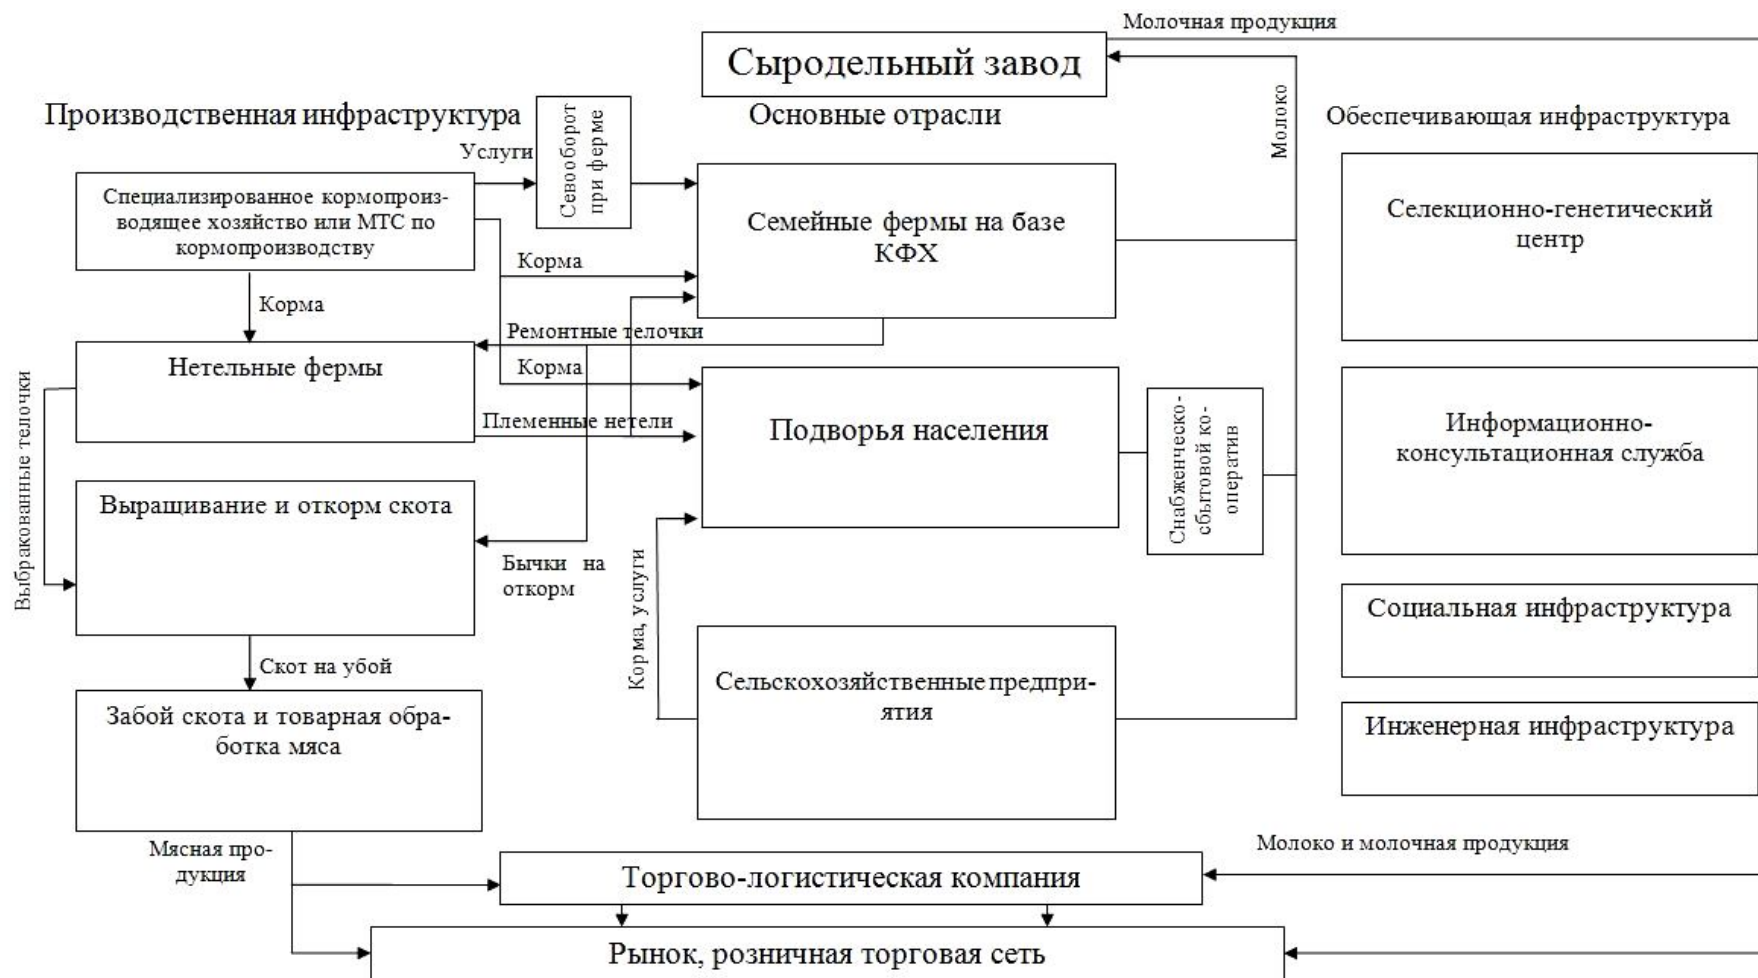 Молочная продукция
Сыродельный завод
Производственная инфраструктура
Основные отрасли
Обеспечивающая инфраструктура
Услуги
Севооборот
при ферме
Молоко
Специализированное кормопроиз-
водящее хозяйство или МТС по
кормопроизводству
Семейные фермы на базе
КФХ
Селекционно-генетический
центр
Корма
Корма
Ремонтные телочки
Нетельные фермы
Корма
Племенные нетели
Подворья населения
Снабженческо-
сбытовой ко-
оператив
Информационно-
консультационная служба
Выбракованные телочки
Выращивание и откорм скота
Бычки на
откорм
Корма, услуги
Социальная инфраструктура
Скот на убой
Сельскохозяйственные предпри-
ятия
Забой скота и товарная обра-
ботка мяса
Инженерная инфраструктура
Мясная про-
дукция
Молоко и молочная продукция
Торгово-логистическая компания
Рынок, розничная торговая сеть